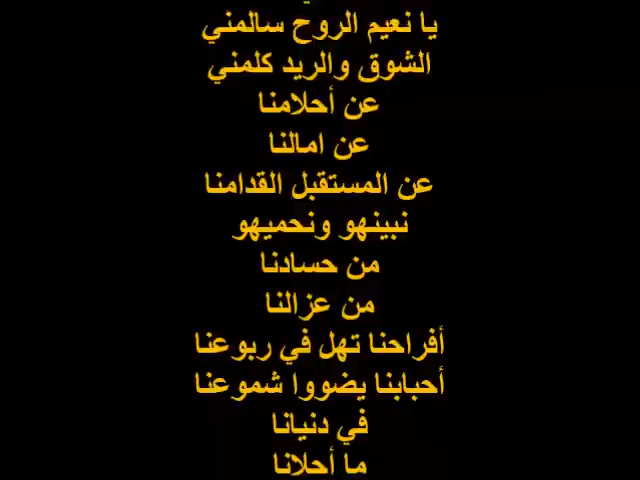 يا نعيم الروح سالمني
الشوق والريد كلمني
عن أحلامنا
عن امالنا
عن المستقبل القدامنا
نبينهو ونحميهو
من حسادنا
من عزالنا
أفراحنا تهل في ربوعنا
أحبابنا يضووا شموعنا
في دنيانا
ما أحلانا